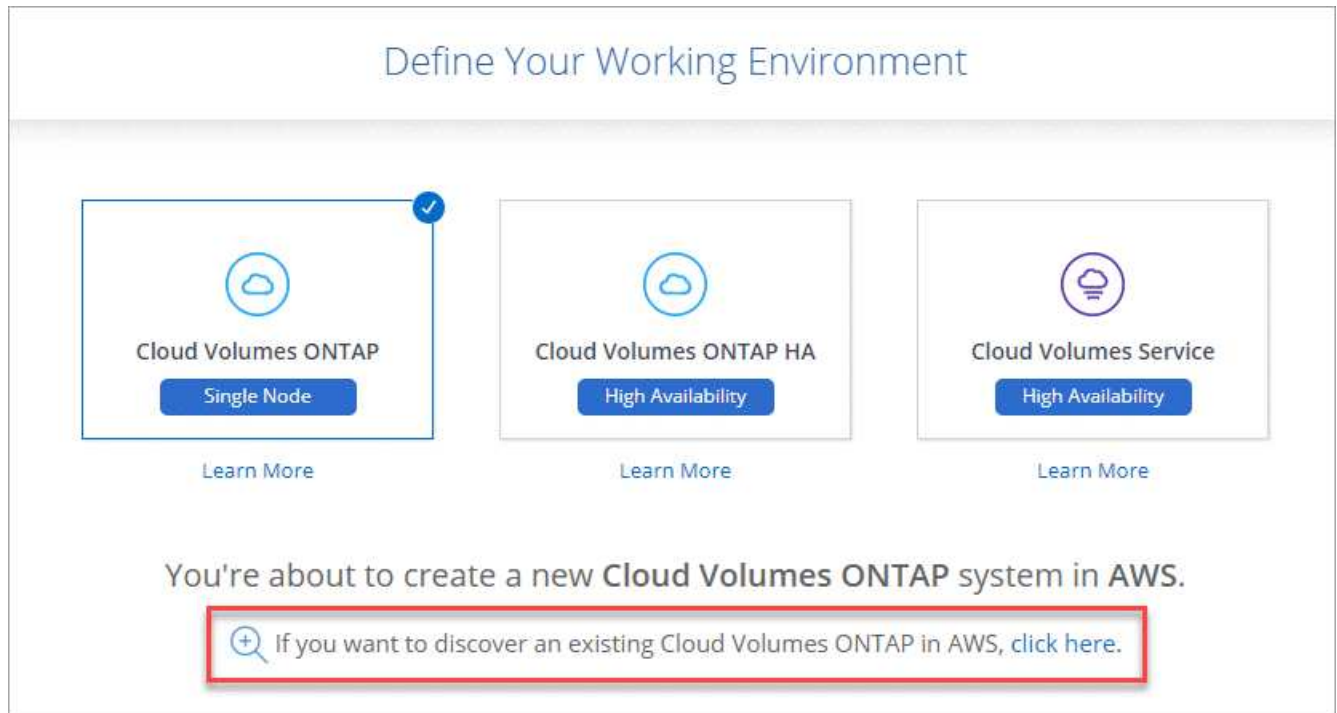 Define Your Working Environment
Cloud Volumes ONTAP
Single Node
Learn More
Cloud Volumes ONTAP HA
High Availability
Learn More
Cloud Volumes Service
High Availability
Learn More
You're about to create a new Cloud Volumes ONTAP system in AWS.
If you want to discover an existing Cloud Volumes ONTAP in AWS, click here.